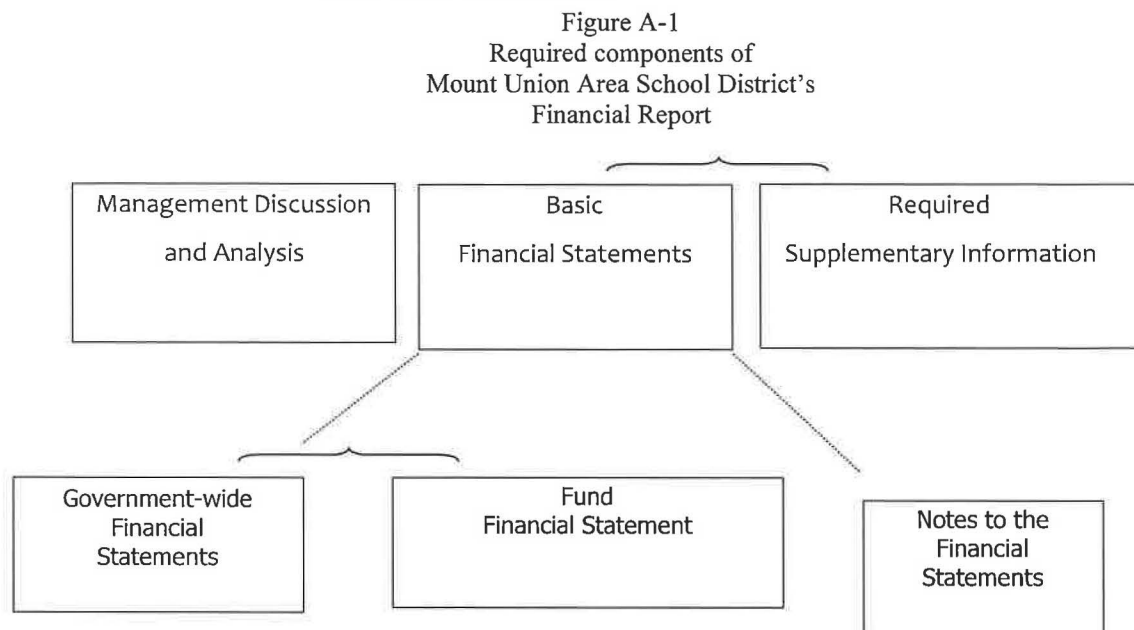 Figure A-1
Required components of
Mount Union Area School District's
Financial Report
Management Discussion
and Analysis
Basic
Financial Statements
Required
Supplementary Information
Government-wide
Financial
Statements
Fund
Financial Statement
Notes to the
Financial
Statements